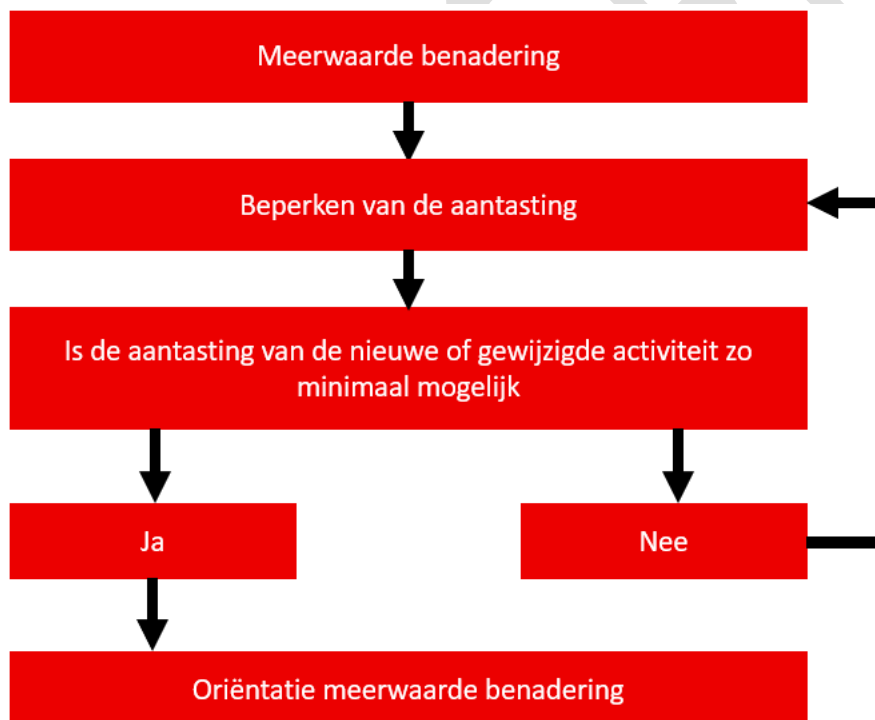 Meerwaarde benadering
Beperken van de aantasting
Is de aantasting van de nieuwe of gewijzigde activiteit zo
minimaal mogelijk
Ja
Nee
Oriëntatie meerwaarde benadering